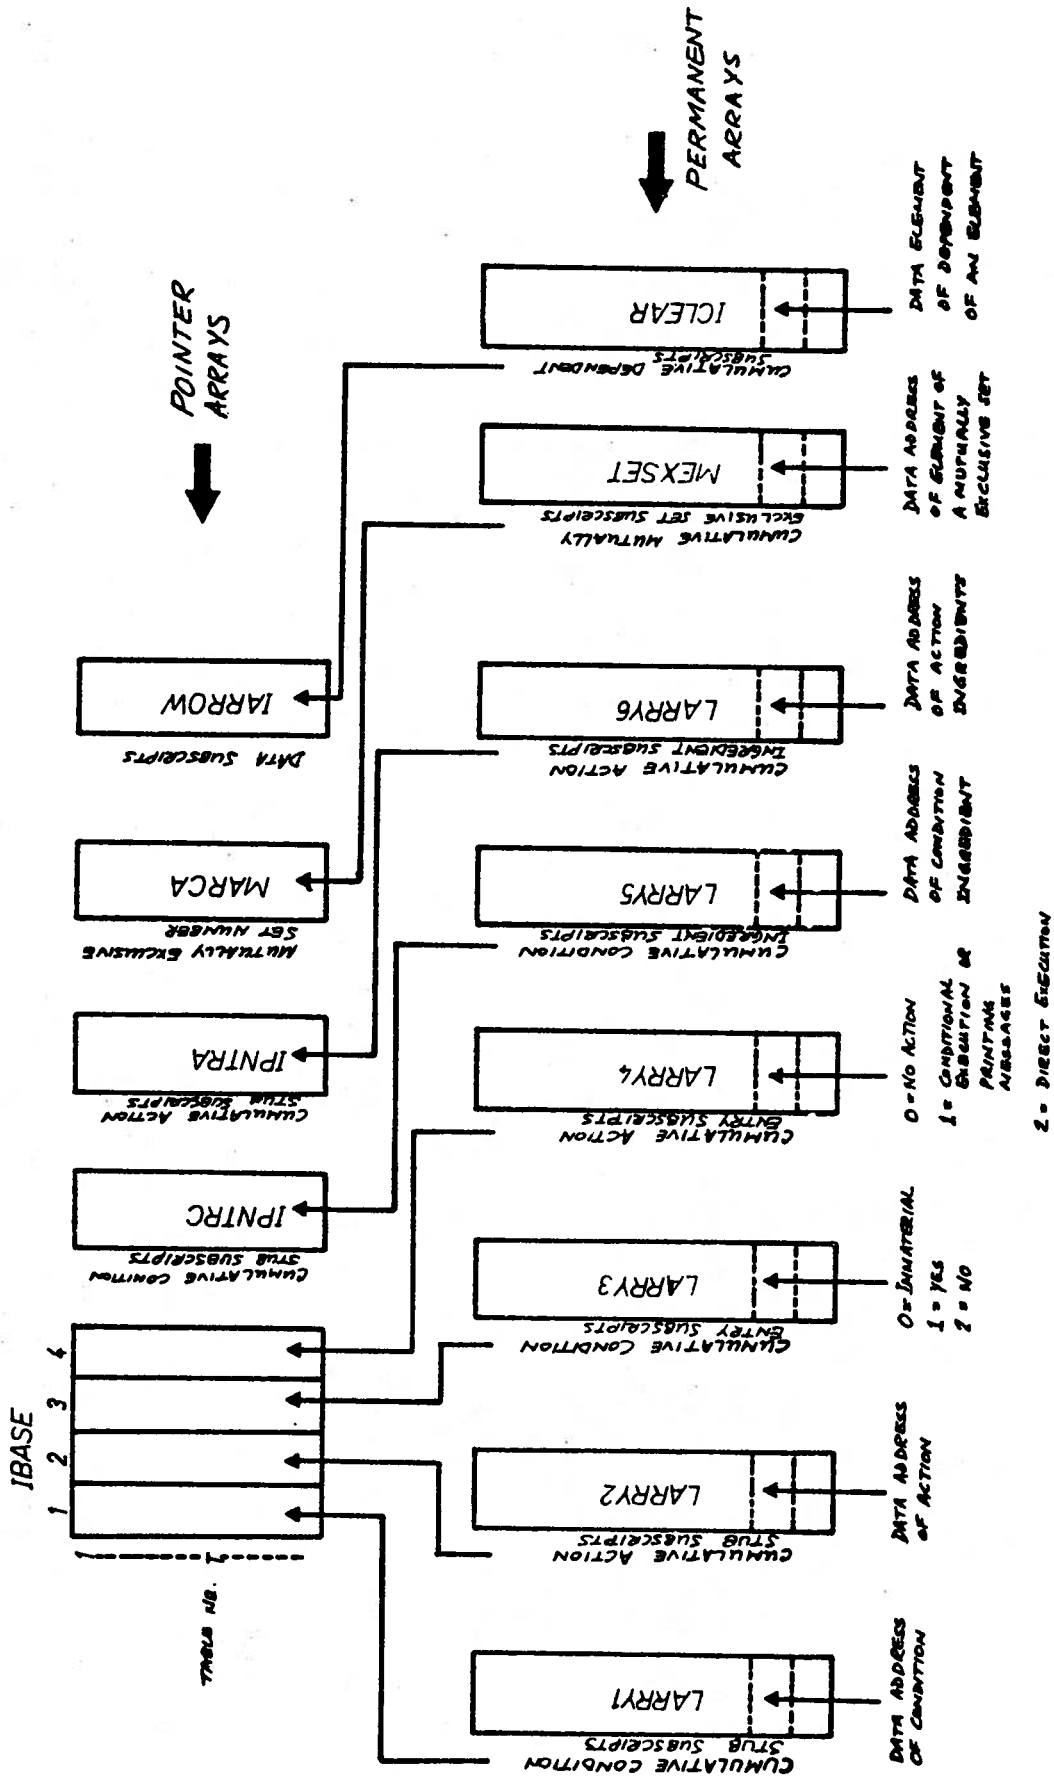 IBASE
1 2 3 4
TABLE NO.
1
I
POINTER
ARRAYS
CUMULATIVE CONDITION
STUB SUBSCRIPTS
IPNTRC
CUMULATIVE ACTION
STUB SUBSCRIPTS
IPNTRA
MUTUALLY EXCLUSIVE
SET NUMBER
MARCA
DATA SUBSCRIPTS
IARROW
PERMANENT
ARRAYS
CUMULATIVE CONDITION
STUB SUBSCRIPTS
LARRY1
DATA ADDRESS
OF CONDITION
CUMULATIVE ACTION
STUB SUBSCRIPTS
LARRY2
DATA ADDRESS
OF ACTION
CUMULATIVE CONDITION
ENTRY SUBSCRIPTS
LARRY3
0 = INMATERIAL
1 = YES
2 = NO
CUMULATIVE ACTION
ENTRY SUBSCRIPTS
LARRY4
0 = NO ACTION
1 = CONDITIONAL
EXECUTION OR
PRINTING
MESSAGES
2 = DIRECT EXECUTION
CUMULATIVE CONDITION
INGREDIENT SUBSCRIPTS
LARRY5
DATA ADDRESS
OF CONDITION
INGREDIENT
CUMULATIVE ACTION
INGREDIENT SUBSCRIPTS
LARRY6
DATA ADDRESS
OF ACTION
INGREDIENTS
CUMULATIVE MUTUALLY
EXCLUSIVE SET SUBSCRIPTS
MEXSET
DATA ADDRESS
OF ELEMENT OF
A MUTUALLY
EXCLUSIVE SET
CUMULATIVE DEPENDENT
SUBSCRIPTS
ICLEAR
DATA ELEMENT
OF DEPENDENT
OF AN ELEMENT